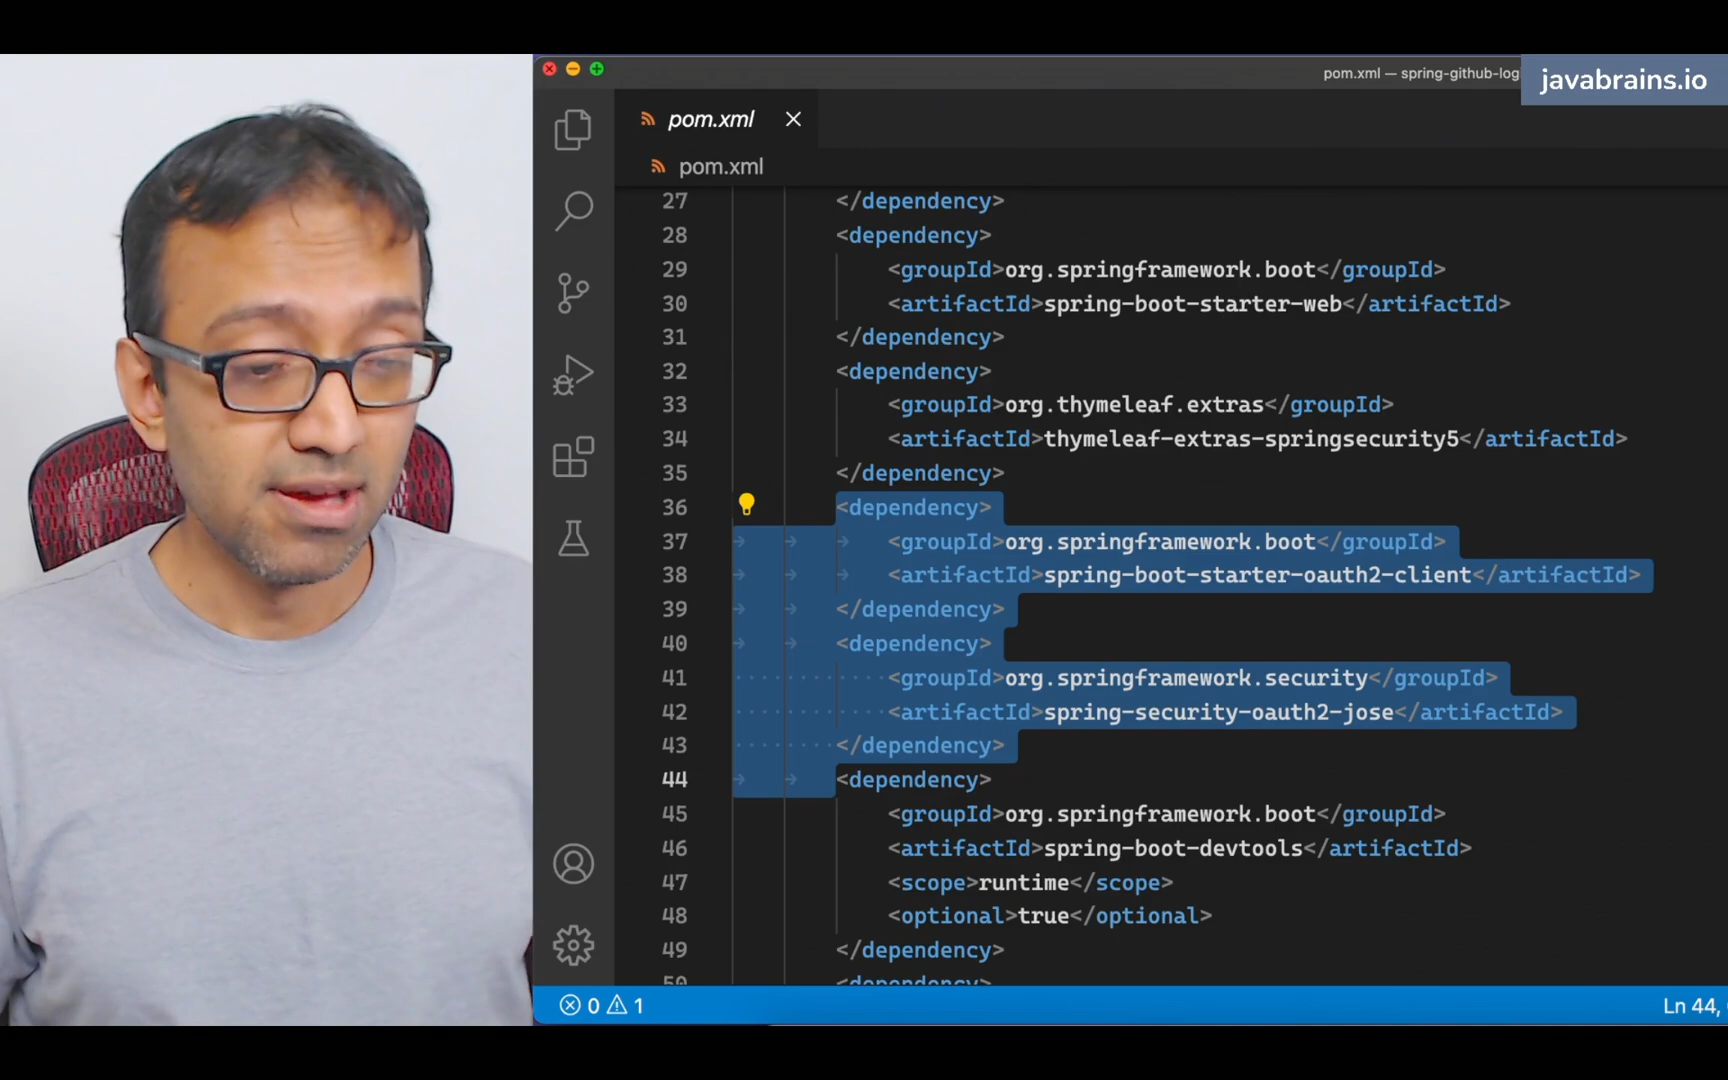 pom.xml — spring-github-log
javabrains.io
pom.xml
pom.xml
27 </dependency>
28 <dependency>
29 <groupId>org.springframework.boot</groupId>
30 <artifactId>spring-boot-starter-web</artifactId>
31 </dependency>
32 <dependency>
33 <groupId>org.thymeleaf.extras</groupId>
34 <artifactId>thymeleaf-extras-springsecurity5</artifactId>
35 </dependency>
36 <dependency>
37 <groupId>org.springframework.boot</groupId>
38 <artifactId>spring-boot-starter-oauth2-client</artifactId>
39 </dependency>
40 <dependency>
41 <groupId>org.springframework.security</groupId>
42 <artifactId>spring-security-oauth2-jose</artifactId>
43 </dependency>
44 <dependency>
45 <groupId>org.springframework.boot</groupId>
46 <artifactId>spring-boot-devtools</artifactId>
47 <scope>runtime</scope>
48 <optional>true</optional>
49 </dependency>
50 <dependency>
0 1 Ln 44,